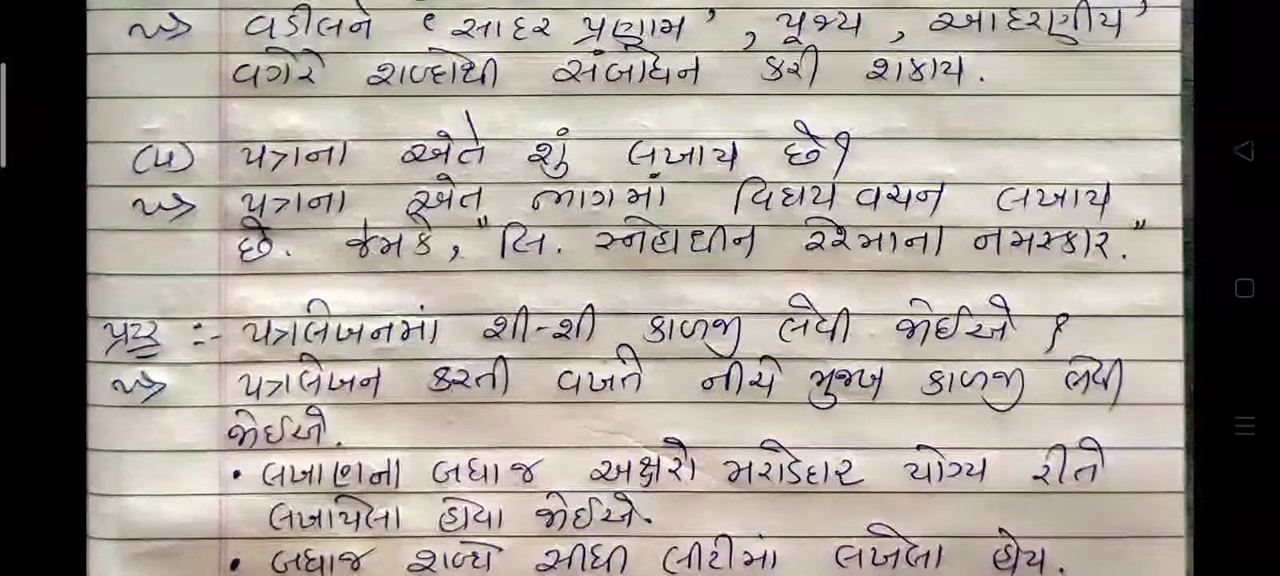 જ> વડીલને ‘સાદર પ્રણામ’, પૂજ્ય, આદરણીય’
વગેરે શબ્દોથી સંબોધન કરી શકાય.
(૫) પત્રના અંતે શું લખાય છે?
જ> પત્રના અંત ભાગમાં વિદાય વચન લખાય
છે. જેમકે, "લિ. સ્નેહાધીન રેશ્માના નમસ્કાર."
પ્રશ્ન :- પત્રલેખનમાં શી-શી કાળજી લેવી જોઈએ ?
જ> પત્રલેખન કરતી વખતે નીચે મુજબ કાળજી લેવી
જોઈએ.
• લખાણના બધાજ અક્ષરો મરોડદાર યોગ્ય રીતે
લખાયેલા હોવા જોઈએ.
• બધાજ શબ્દો સીધી લીટીમાં લખેલા હોય.